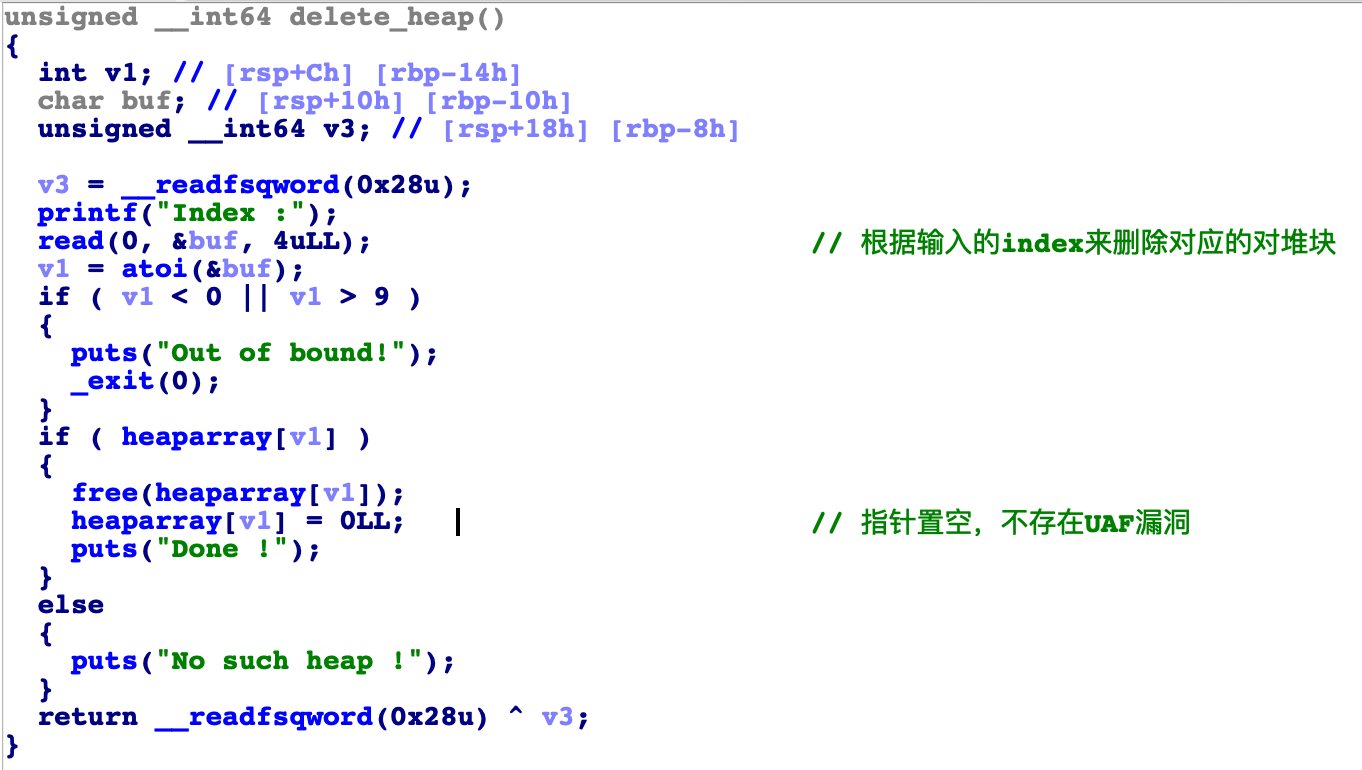 unsigned __int64 delete_heap()
{
  int v1; // [rsp+Ch] [rbp-14h]
  char buf; // [rsp+10h] [rbp-10h]
  unsigned __int64 v3; // [rsp+18h] [rbp-8h]

  v3 = __readfsqword(0x28u);
  printf("Index :");
  read(0, &buf, 4uLL); // 根据输入的index来删除对应的对堆块
  v1 = atoi(&buf);
  if ( v1 < 0 || v1 > 9 )
  {
    puts("Out of bound!");
    _exit(0);
  }
  if ( heaparray[v1] )
  {
    free(heaparray[v1]);
    heaparray[v1] = 0LL; // 指针置空，不存在UAF漏洞
    puts("Done !");
  }
  else
  {
    puts("No such heap !");
  }
  return __readfsqword(0x28u) ^ v3;
}